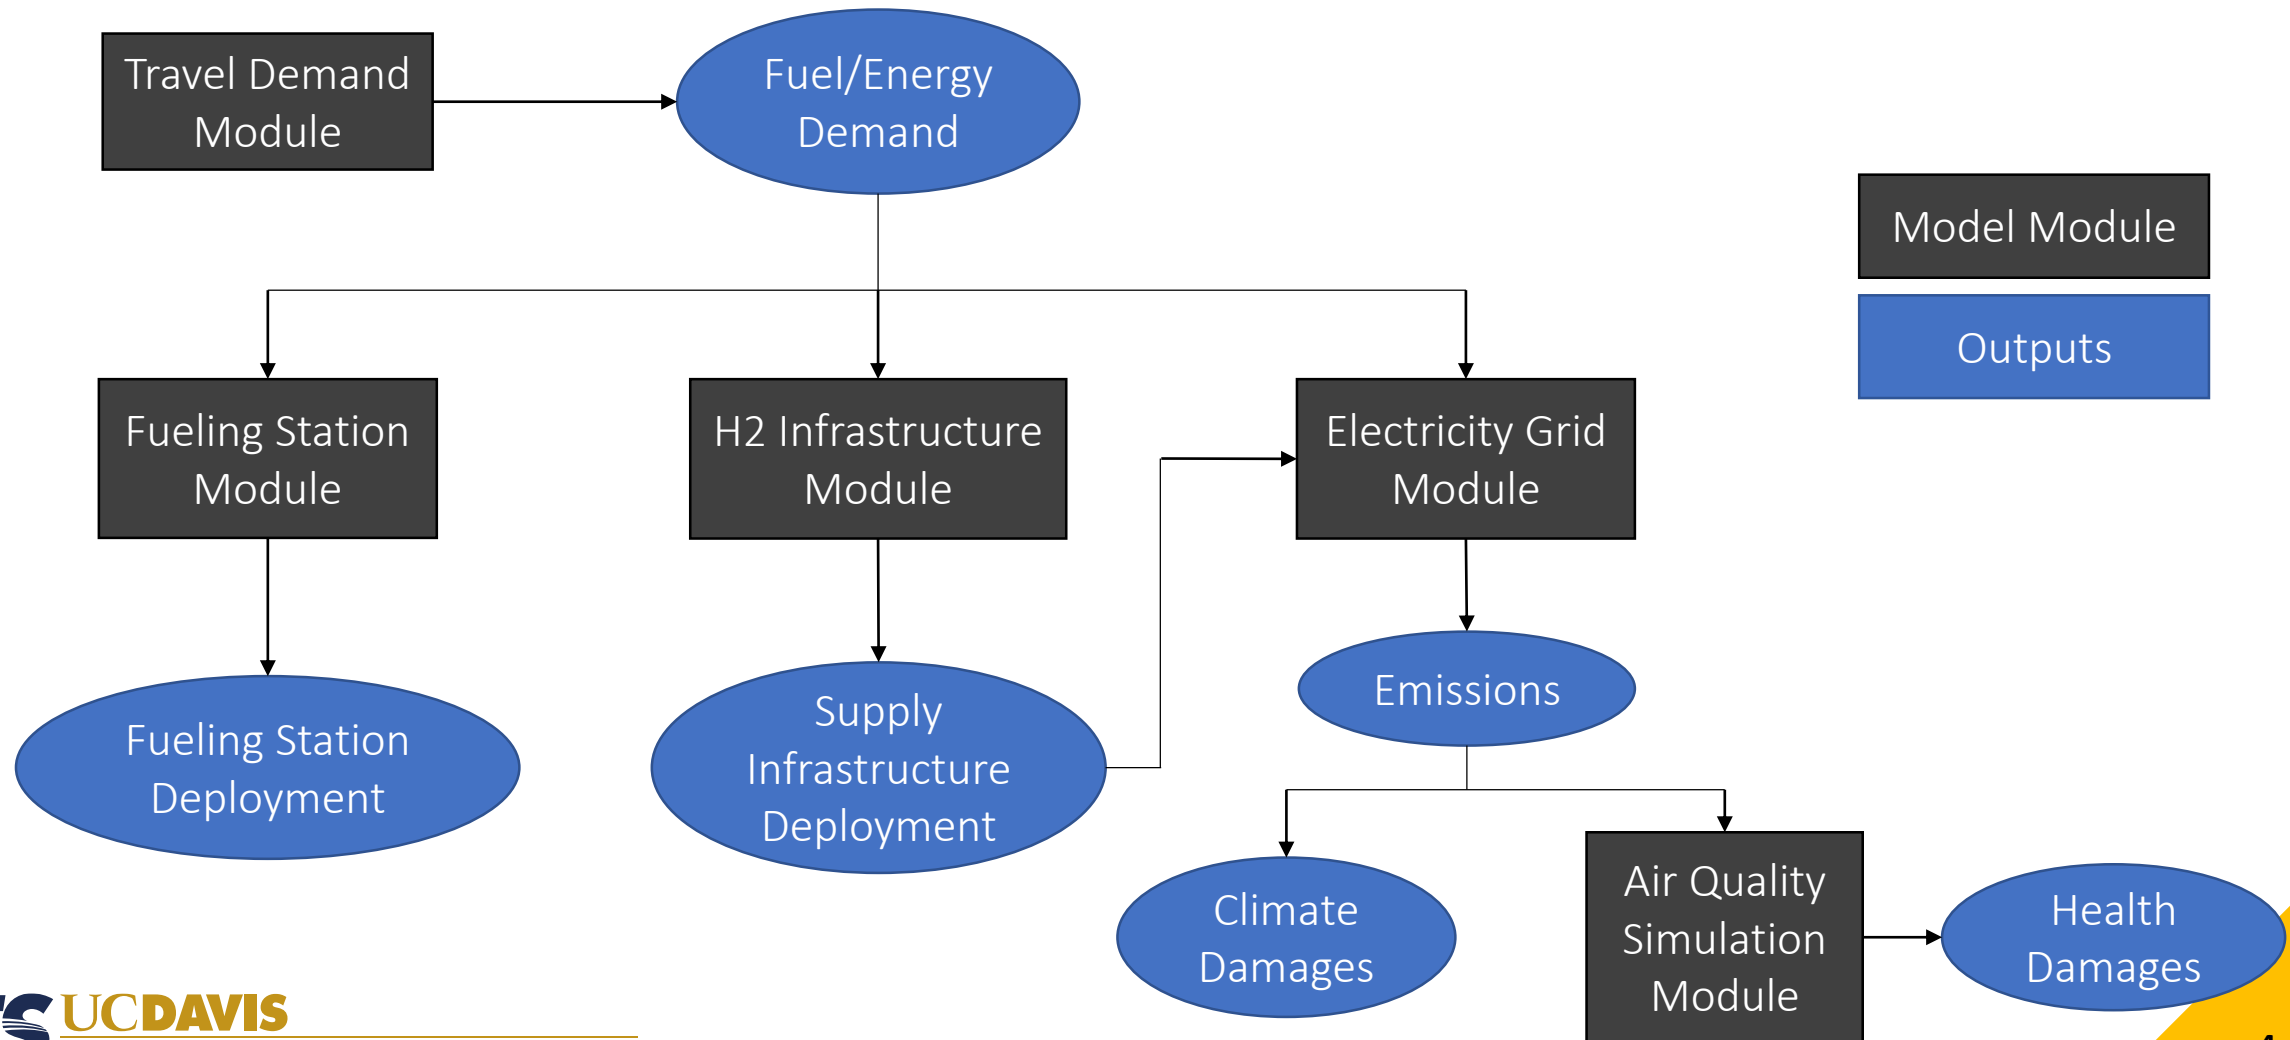 Travel Demand
Module
Fuel/Energy
Demand
Model Module
Outputs
Fueling Station
Module
H2 Infrastructure
Module
Electricity Grid
Module
Fueling Station
Deployment
Supply
Infrastructure
Deployment
Emissions
Climate
Damages
Air Quality
Simulation
Module
Health
Damages
UCDAVIS